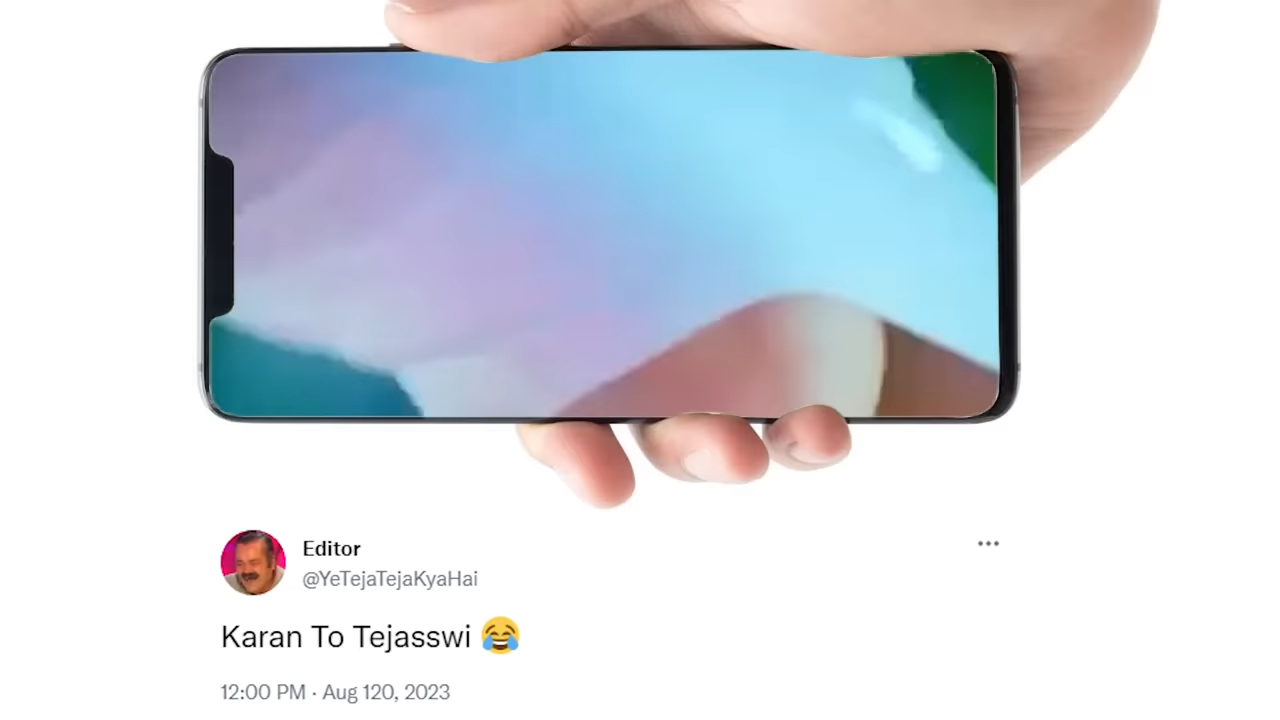 Editor
@YeTejaTejaKyaHai
Karan To Tejasswi 😂
12:00 PM · Aug 120, 2023